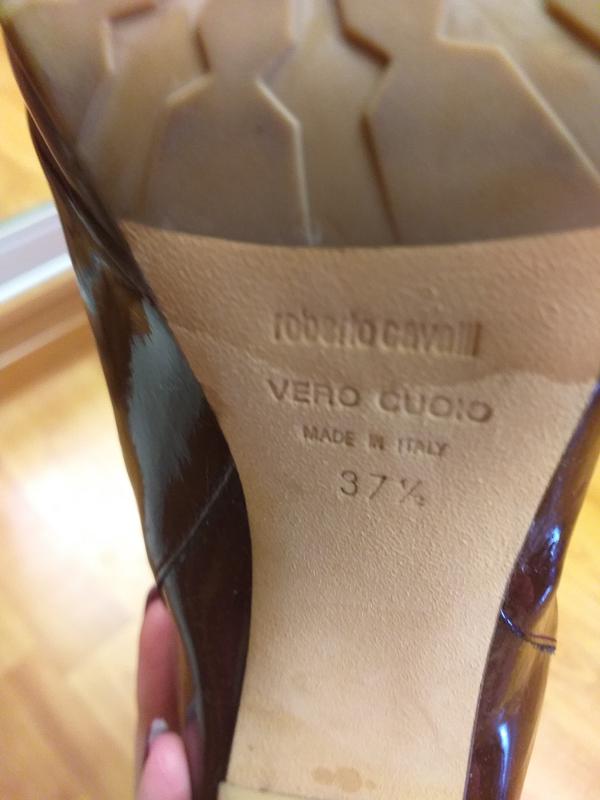 roberto cavalli
VERO CUOIO
MADE IN ITALY
37½